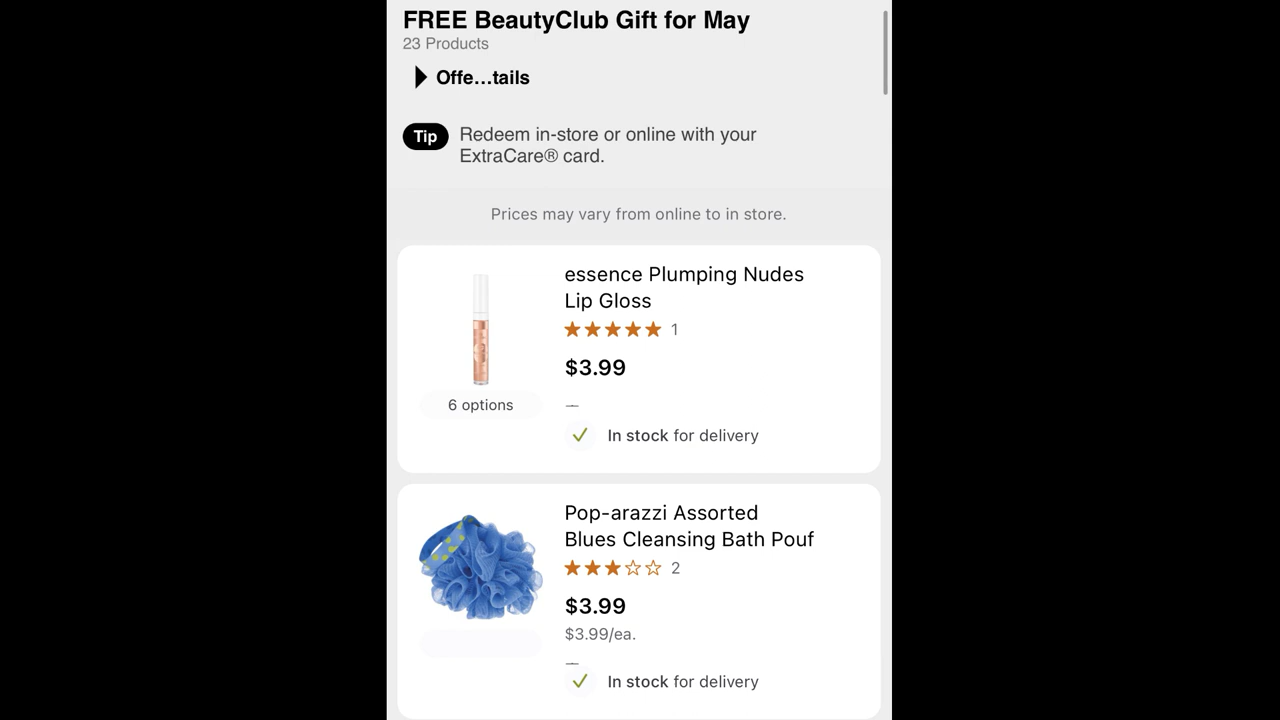 FREE BeautyClub Gift for May
23 Products
Offe...tails
Tip
Redeem in-store or online with your
ExtraCare® card.
Prices may vary from online to in store.
essence Plumping Nudes
Lip Gloss
1
$3.99
6 options
In stock for delivery
Pop-arazzi Assorted
Blues Cleansing Bath Pouf
2
$3.99
$3.99/ea.
In stock for delivery